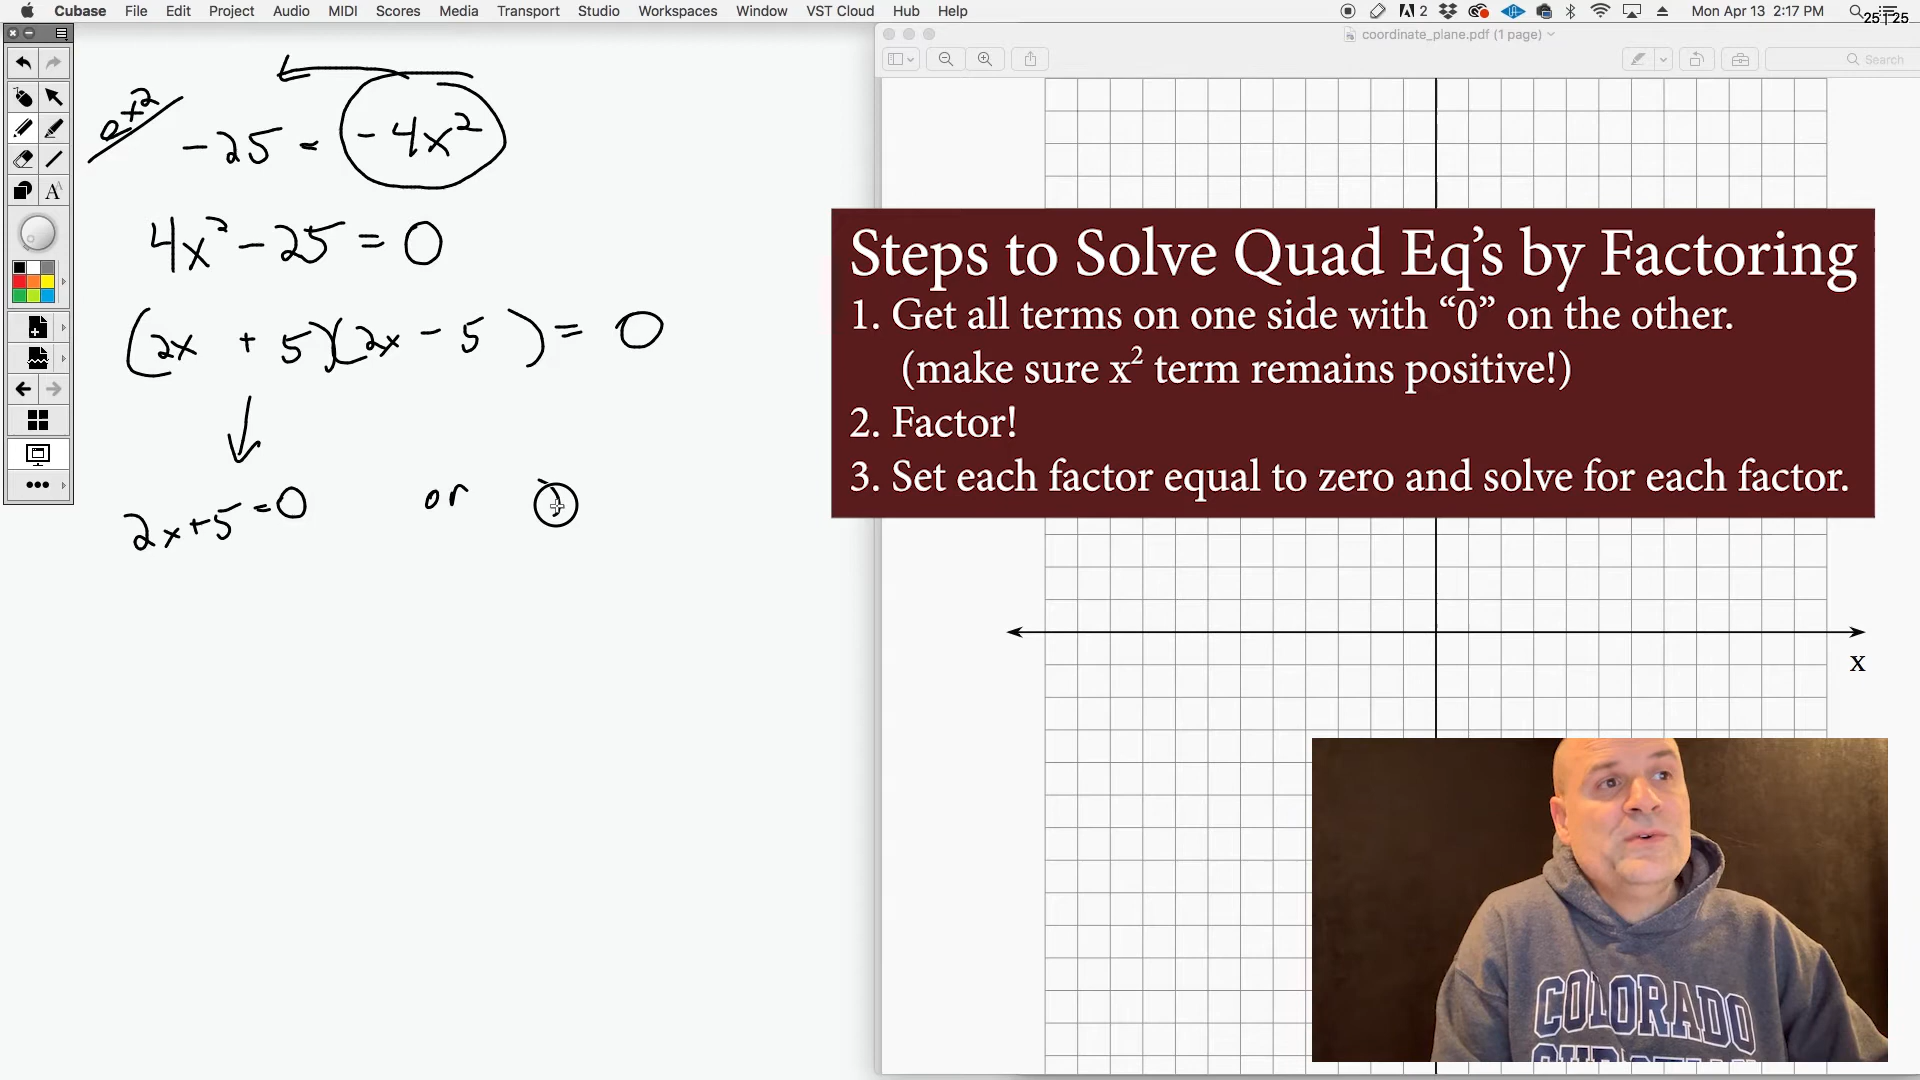 Cubase File Edit Project Audio MIDI Scores Media Transport Studio Workspaces Window VST Cloud Hub Help
2 Mon Apr 13 2:17 PM 25|25
coordinate_plane.pdf (1 page)
Search
A
-25 = -4x²
4x² - 25 = 0
(2x + 5)(2x - 5) = 0
2x+5=0 or
Steps to Solve Quad Eq's by Factoring
1. Get all terms on one side with “0” on the other.
(make sure x² term remains positive!)
2. Factor!
3. Set each factor equal to zero and solve for each factor.
x
COLORADO